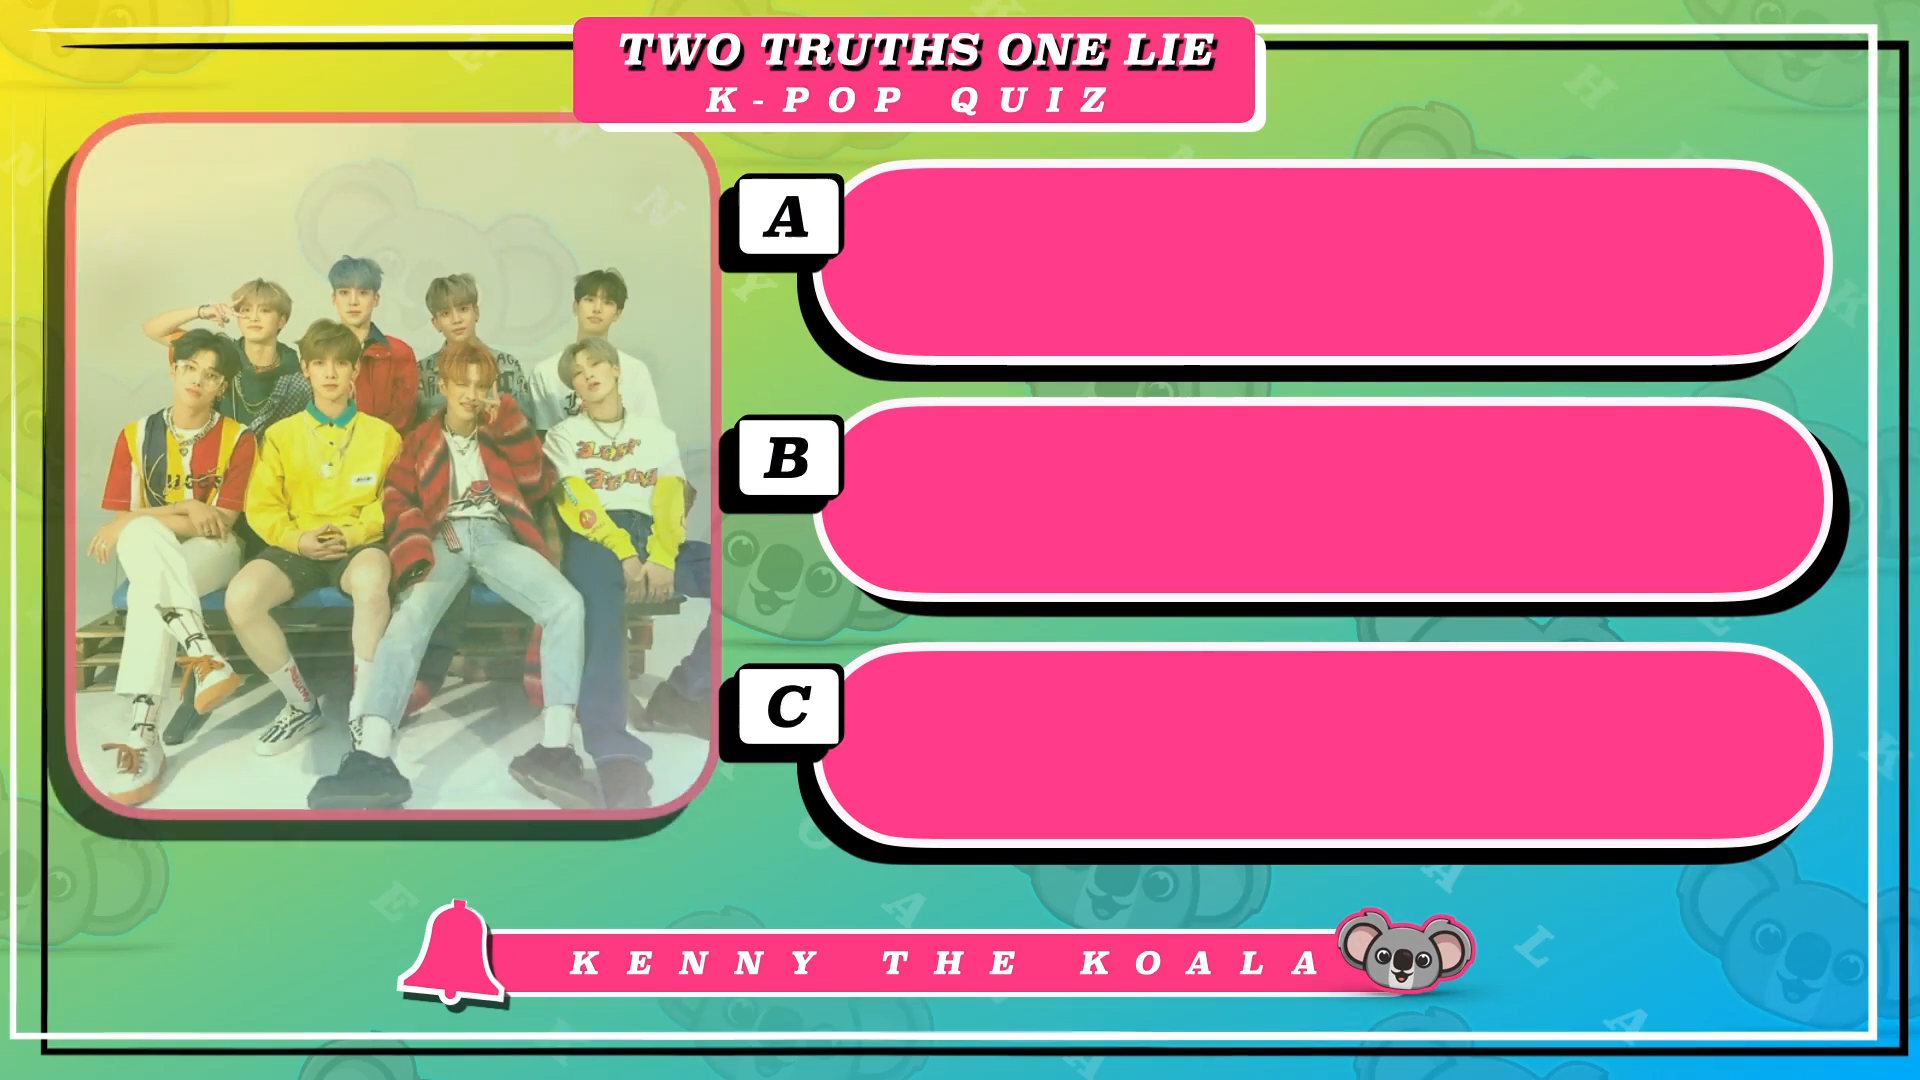 TWO TRUTHS ONE LIE
K-POP QUIZ
A
B
C
KENNY THE KOALA